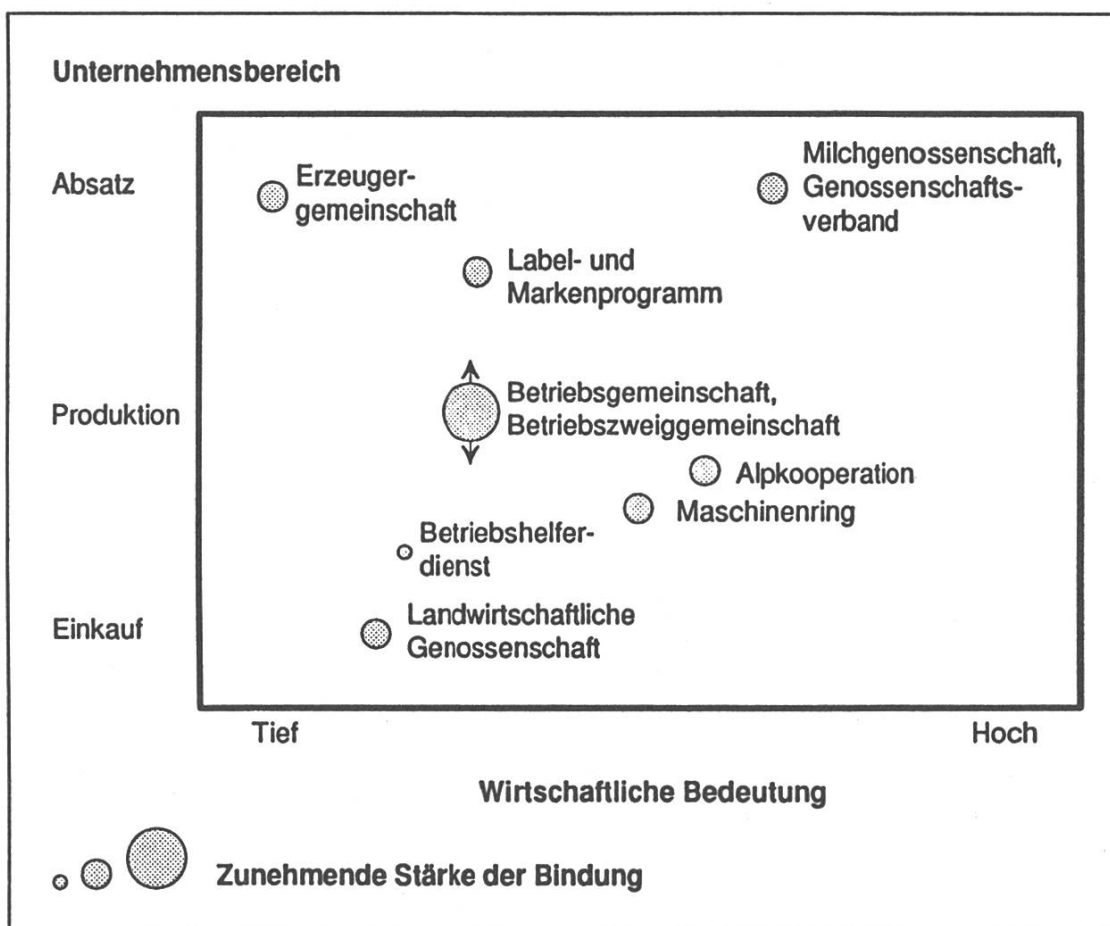 Unternehmensbereich
Absatz
Erzeuger-
gemeinschaft
Milchgenossenschaft,
Genossenschafts-
verband
Label- und
Markenprogramm
Produktion
Betriebsgemeinschaft,
Betriebszweiggemeinschaft
Alpkooperation
Maschinenring
Betriebshelfer-
dienst
Einkauf
Landwirtschaftliche
Genossenschaft
Tief
Hoch
Wirtschaftliche Bedeutung
Zunehmende Stärke der Bindung